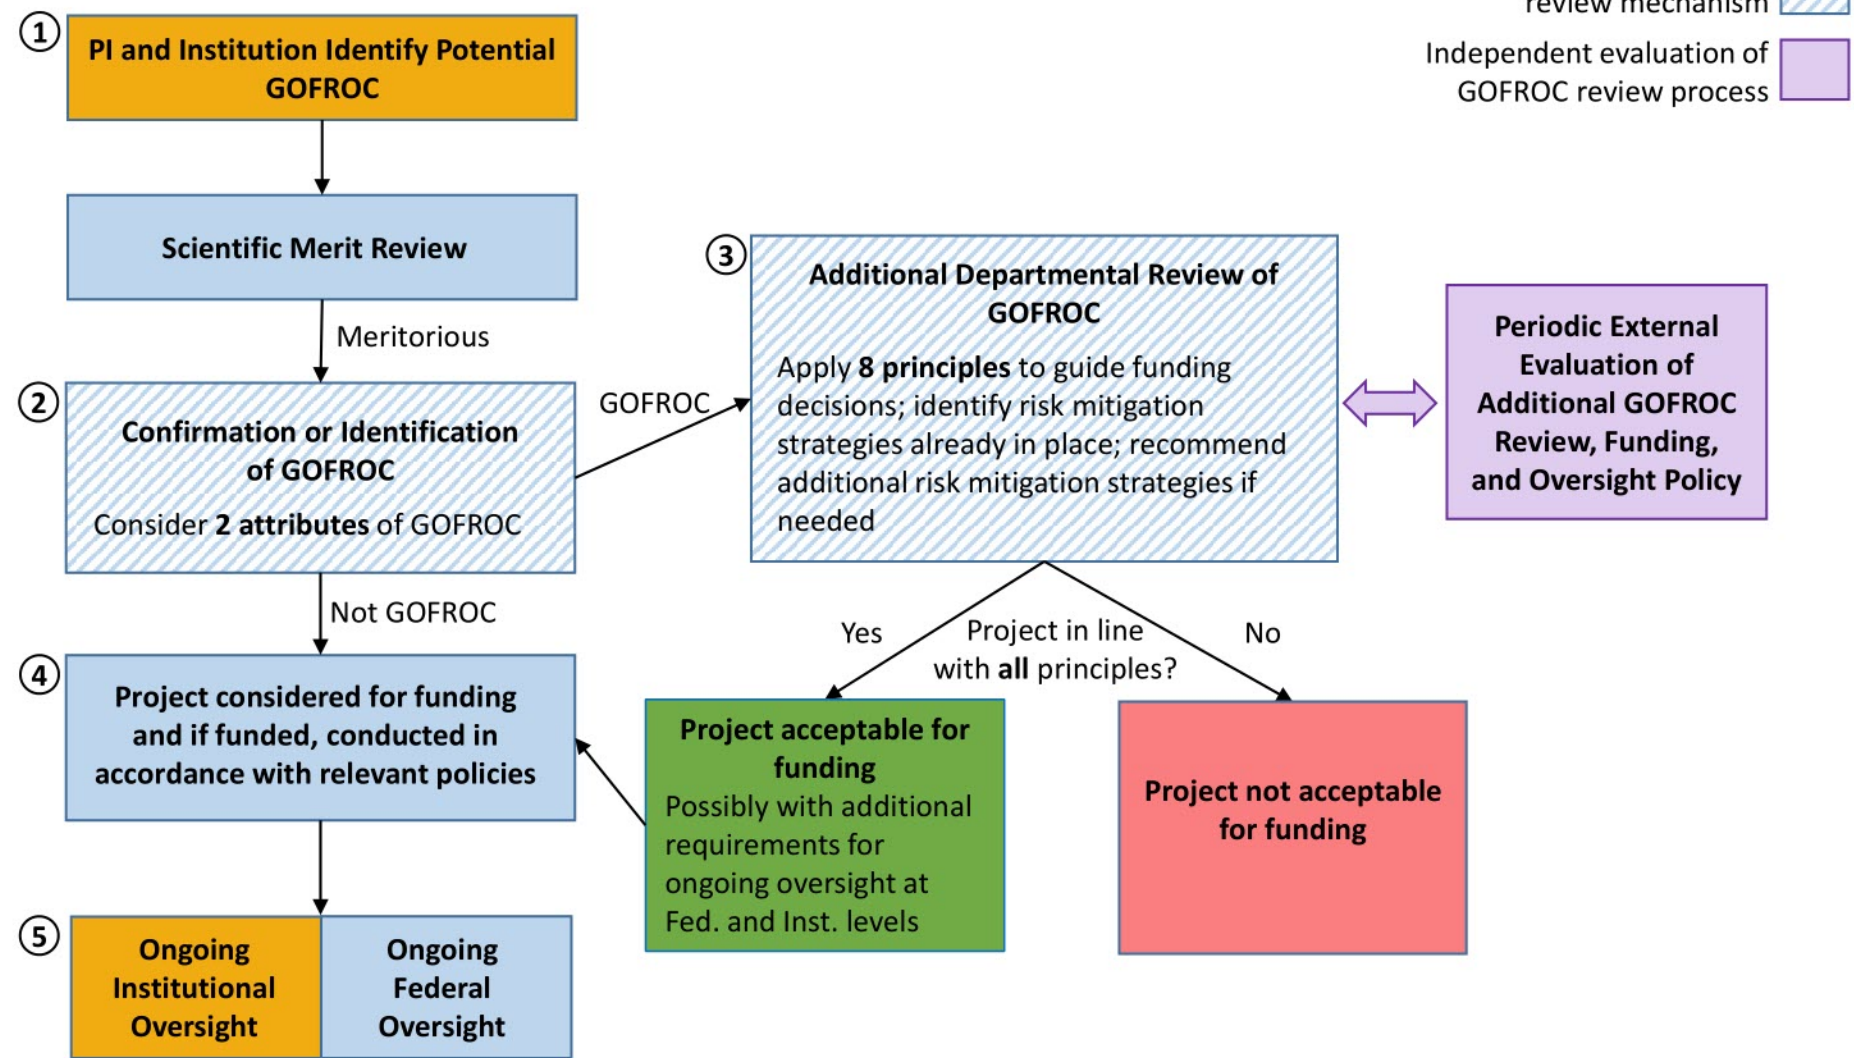 review mechanism
Independent evaluation of
GOFROC review process
1
PI and Institution Identify Potential
GOFROC
Scientific Merit Review
Meritorious
2
Confirmation or Identification
of GOFROC
Consider 2 attributes of GOFROC
GOFROC
3
Additional Departmental Review of
GOFROC
Apply 8 principles to guide funding
decisions; identify risk mitigation
strategies already in place; recommend
additional risk mitigation strategies if
needed
Periodic External
Evaluation of
Additional GOFROC
Review, Funding,
and Oversight Policy
Not GOFROC
Yes
Project in line
with all principles?
No
4
Project considered for funding
and if funded, conducted in
accordance with relevant policies
Project acceptable for
funding
Possibly with additional
requirements for
ongoing oversight at
Fed. and Inst. levels
Project not acceptable
for funding
5
Ongoing
Institutional
Oversight
Ongoing
Federal
Oversight